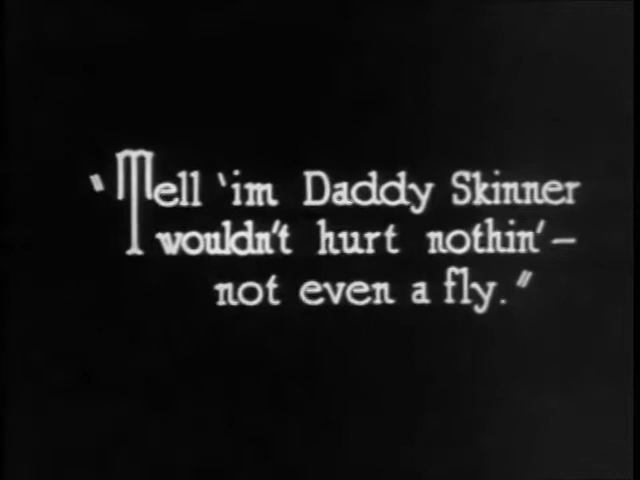 "Tell 'im Daddy Skinner
wouldn't hurt nothin'—
not even a fly."